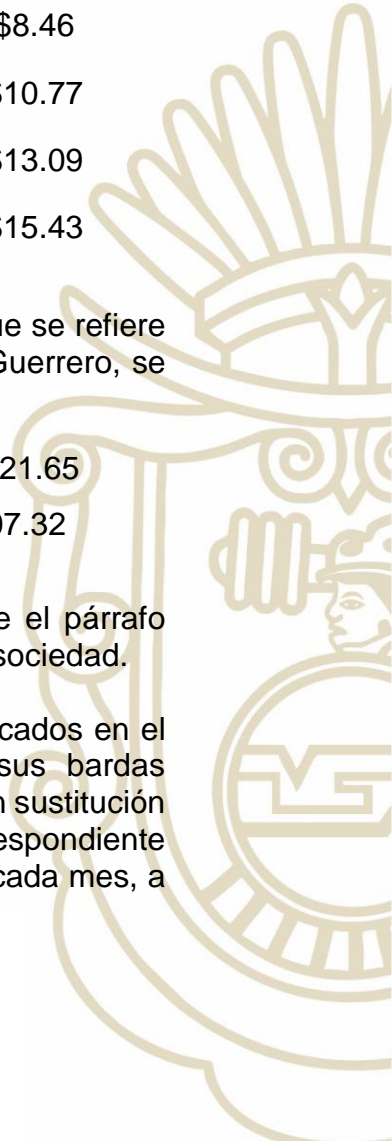 $8.46
$10.77
$13.09
$15.43
ue se refiere
Guerrero, se
21.65
07.32
e el párrafo
sociedad.
cados en el
sus bardas
n sustitución
espondiente
cada mes, a